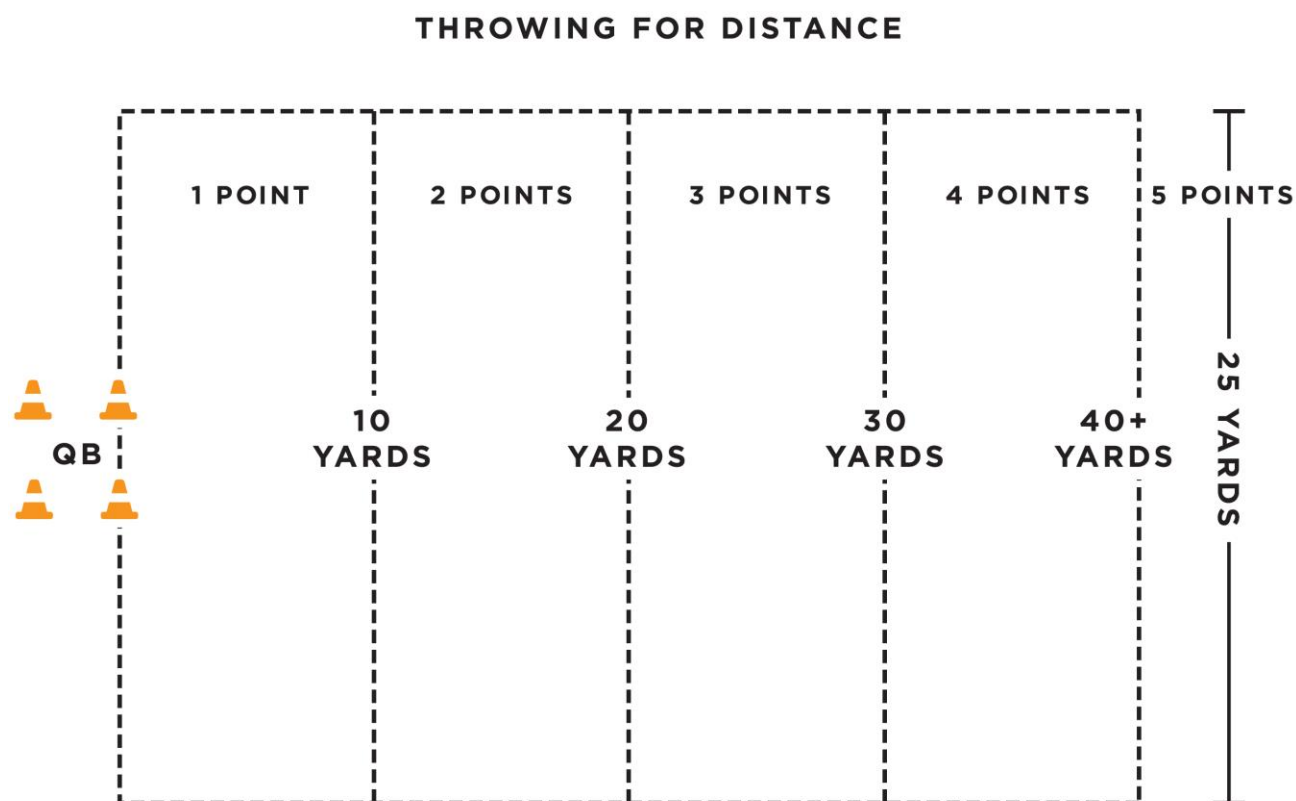 THROWING FOR DISTANCE
1 POINT
2 POINTS
3 POINTS
4 POINTS
5 POINTS
QB
10
YARDS
20
YARDS
30
YARDS
40+
YARDS
25 YARDS